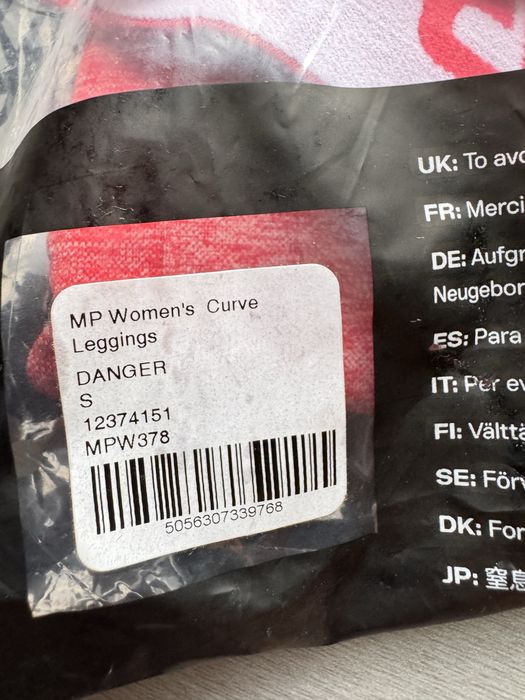 MP Women's Curve
Leggings
DANGER
S
12374151
MPW378
5056307339768
UK: To avo
FR: Merci
DE: Aufgr
Neugebor
ES: Para
IT: Per ev
FI: Vältta
SE: Förv
DK: For
JP: 窒息